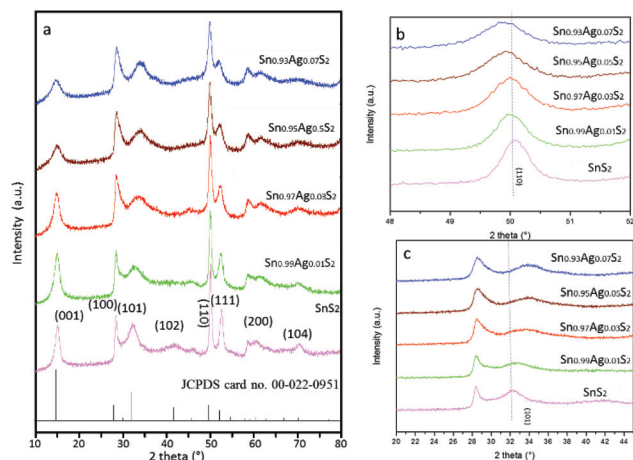 a
Sn0.93Ag0.07S2
Sn0.95Ag0.5S2
Sn0.97Ag0.03S2
Sn0.99Ag0.01S2
SnS2
(001)
(100)
(101)
(102)
(110)
(111)
(200)
(104)
JCPDS card no. 00-022-0951
Intensity (a.u.)
10 20 30 40 50 60 70 80
2 theta (°)
b
Sn0.93Ag0.07S2
Sn0.95Ag0.05S2
Sn0.97Ag0.03S2
Sn0.99Ag0.01S2
SnS2
(110)
Intensity (a.u.)
48 49 50 51 52
2 theta (°)
c
Sn0.93Ag0.07S2
Sn0.95Ag0.05S2
Sn0.97Ag0.03S2
Sn0.99Ag0.01S2
SnS2
(101)
Intensity (a.u.)
20 22 24 26 28 30 32 34 36 38 40 42 44
2 theta (°)